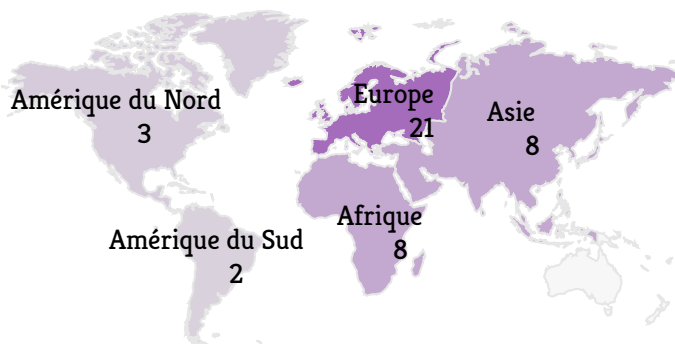 Amérique du Nord
3
Europe
21
Asie
8
Afrique
8
Amérique du Sud
2